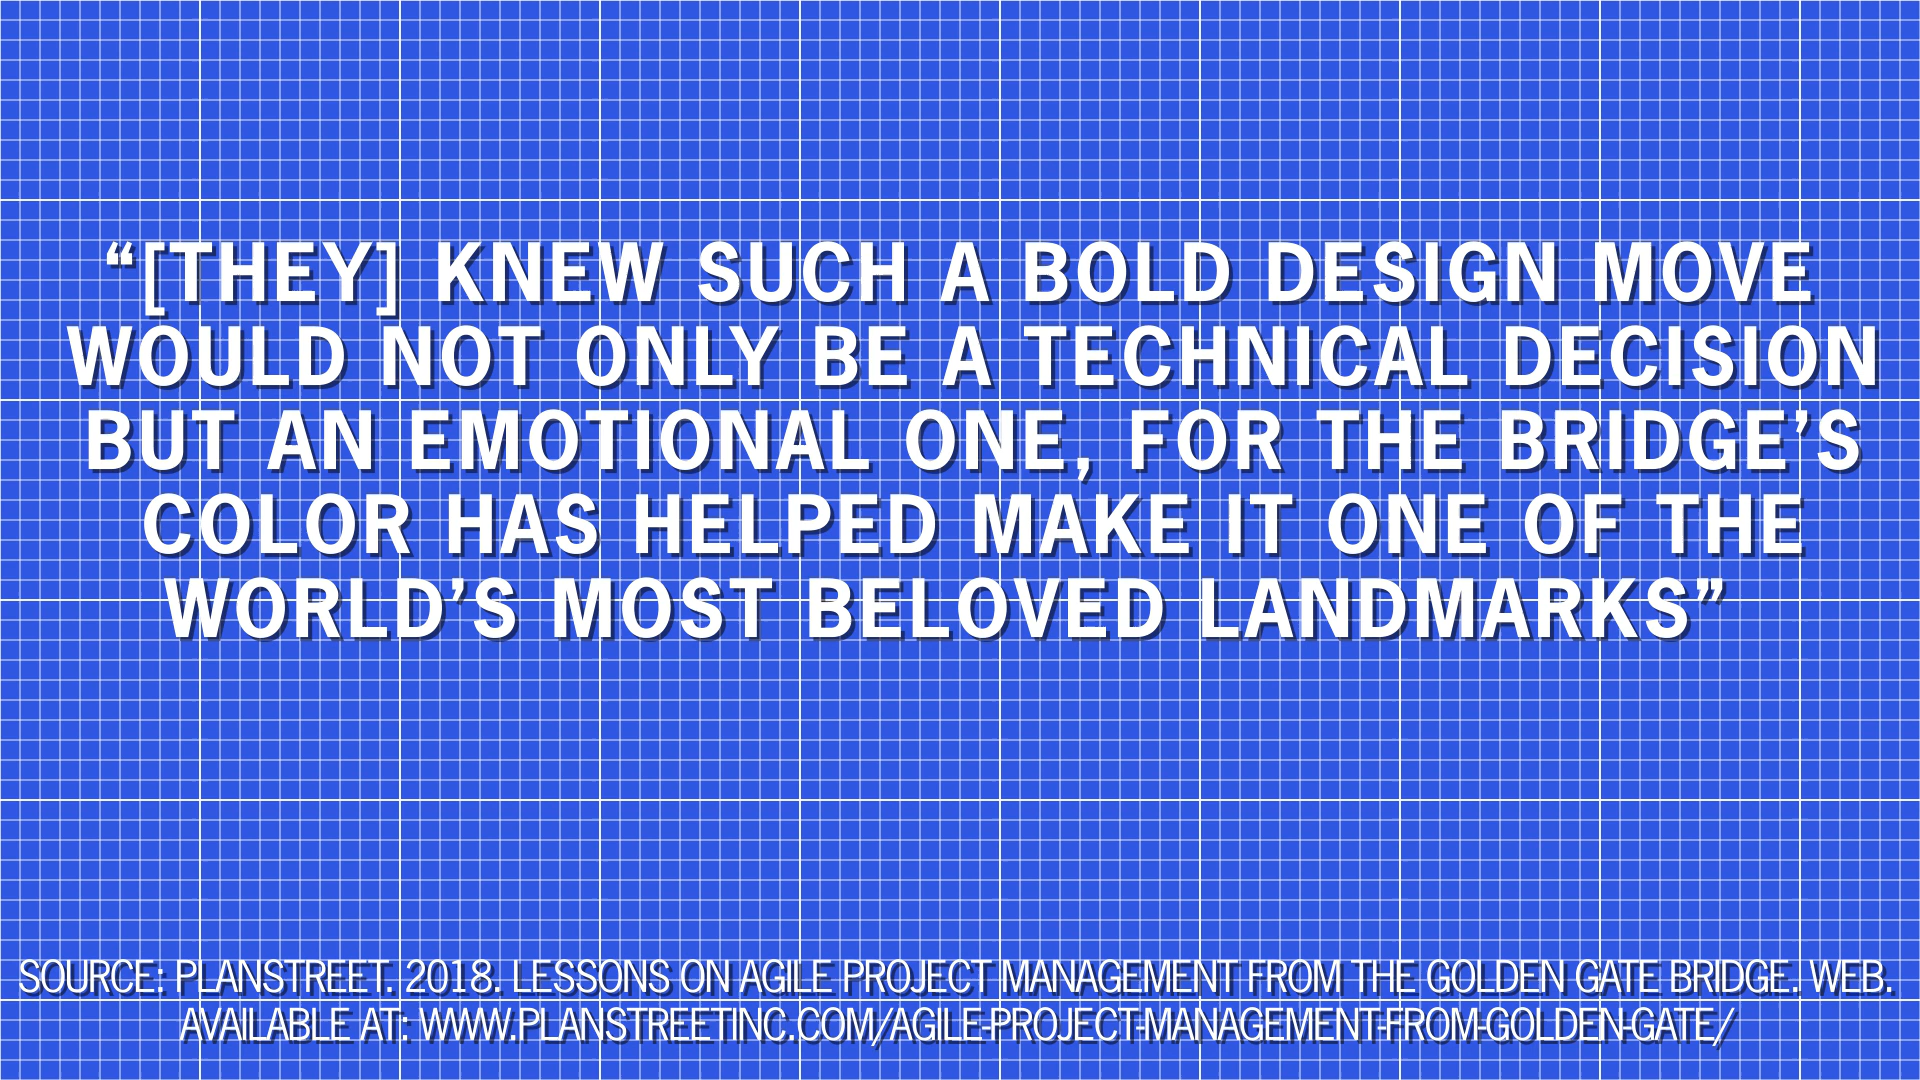 “[THEY] KNEW SUCH A BOLD DESIGN MOVE
WOULD NOT ONLY BE A TECHNICAL DECISION
BUT AN EMOTIONAL ONE, FOR THE BRIDGE’S
COLOR HAS HELPED MAKE IT ONE OF THE
WORLD’S MOST BELOVED LANDMARKS”
SOURCE: PLANSTREET. 2018. LESSONS ON AGILE PROJECT MANAGEMENT FROM THE GOLDEN GATE BRIDGE. WEB.
AVAILABLE AT: WWW.PLANSTREETINC.COM/AGILE-PROJECT-MANAGEMENT-FROM-GOLDEN-GATE/